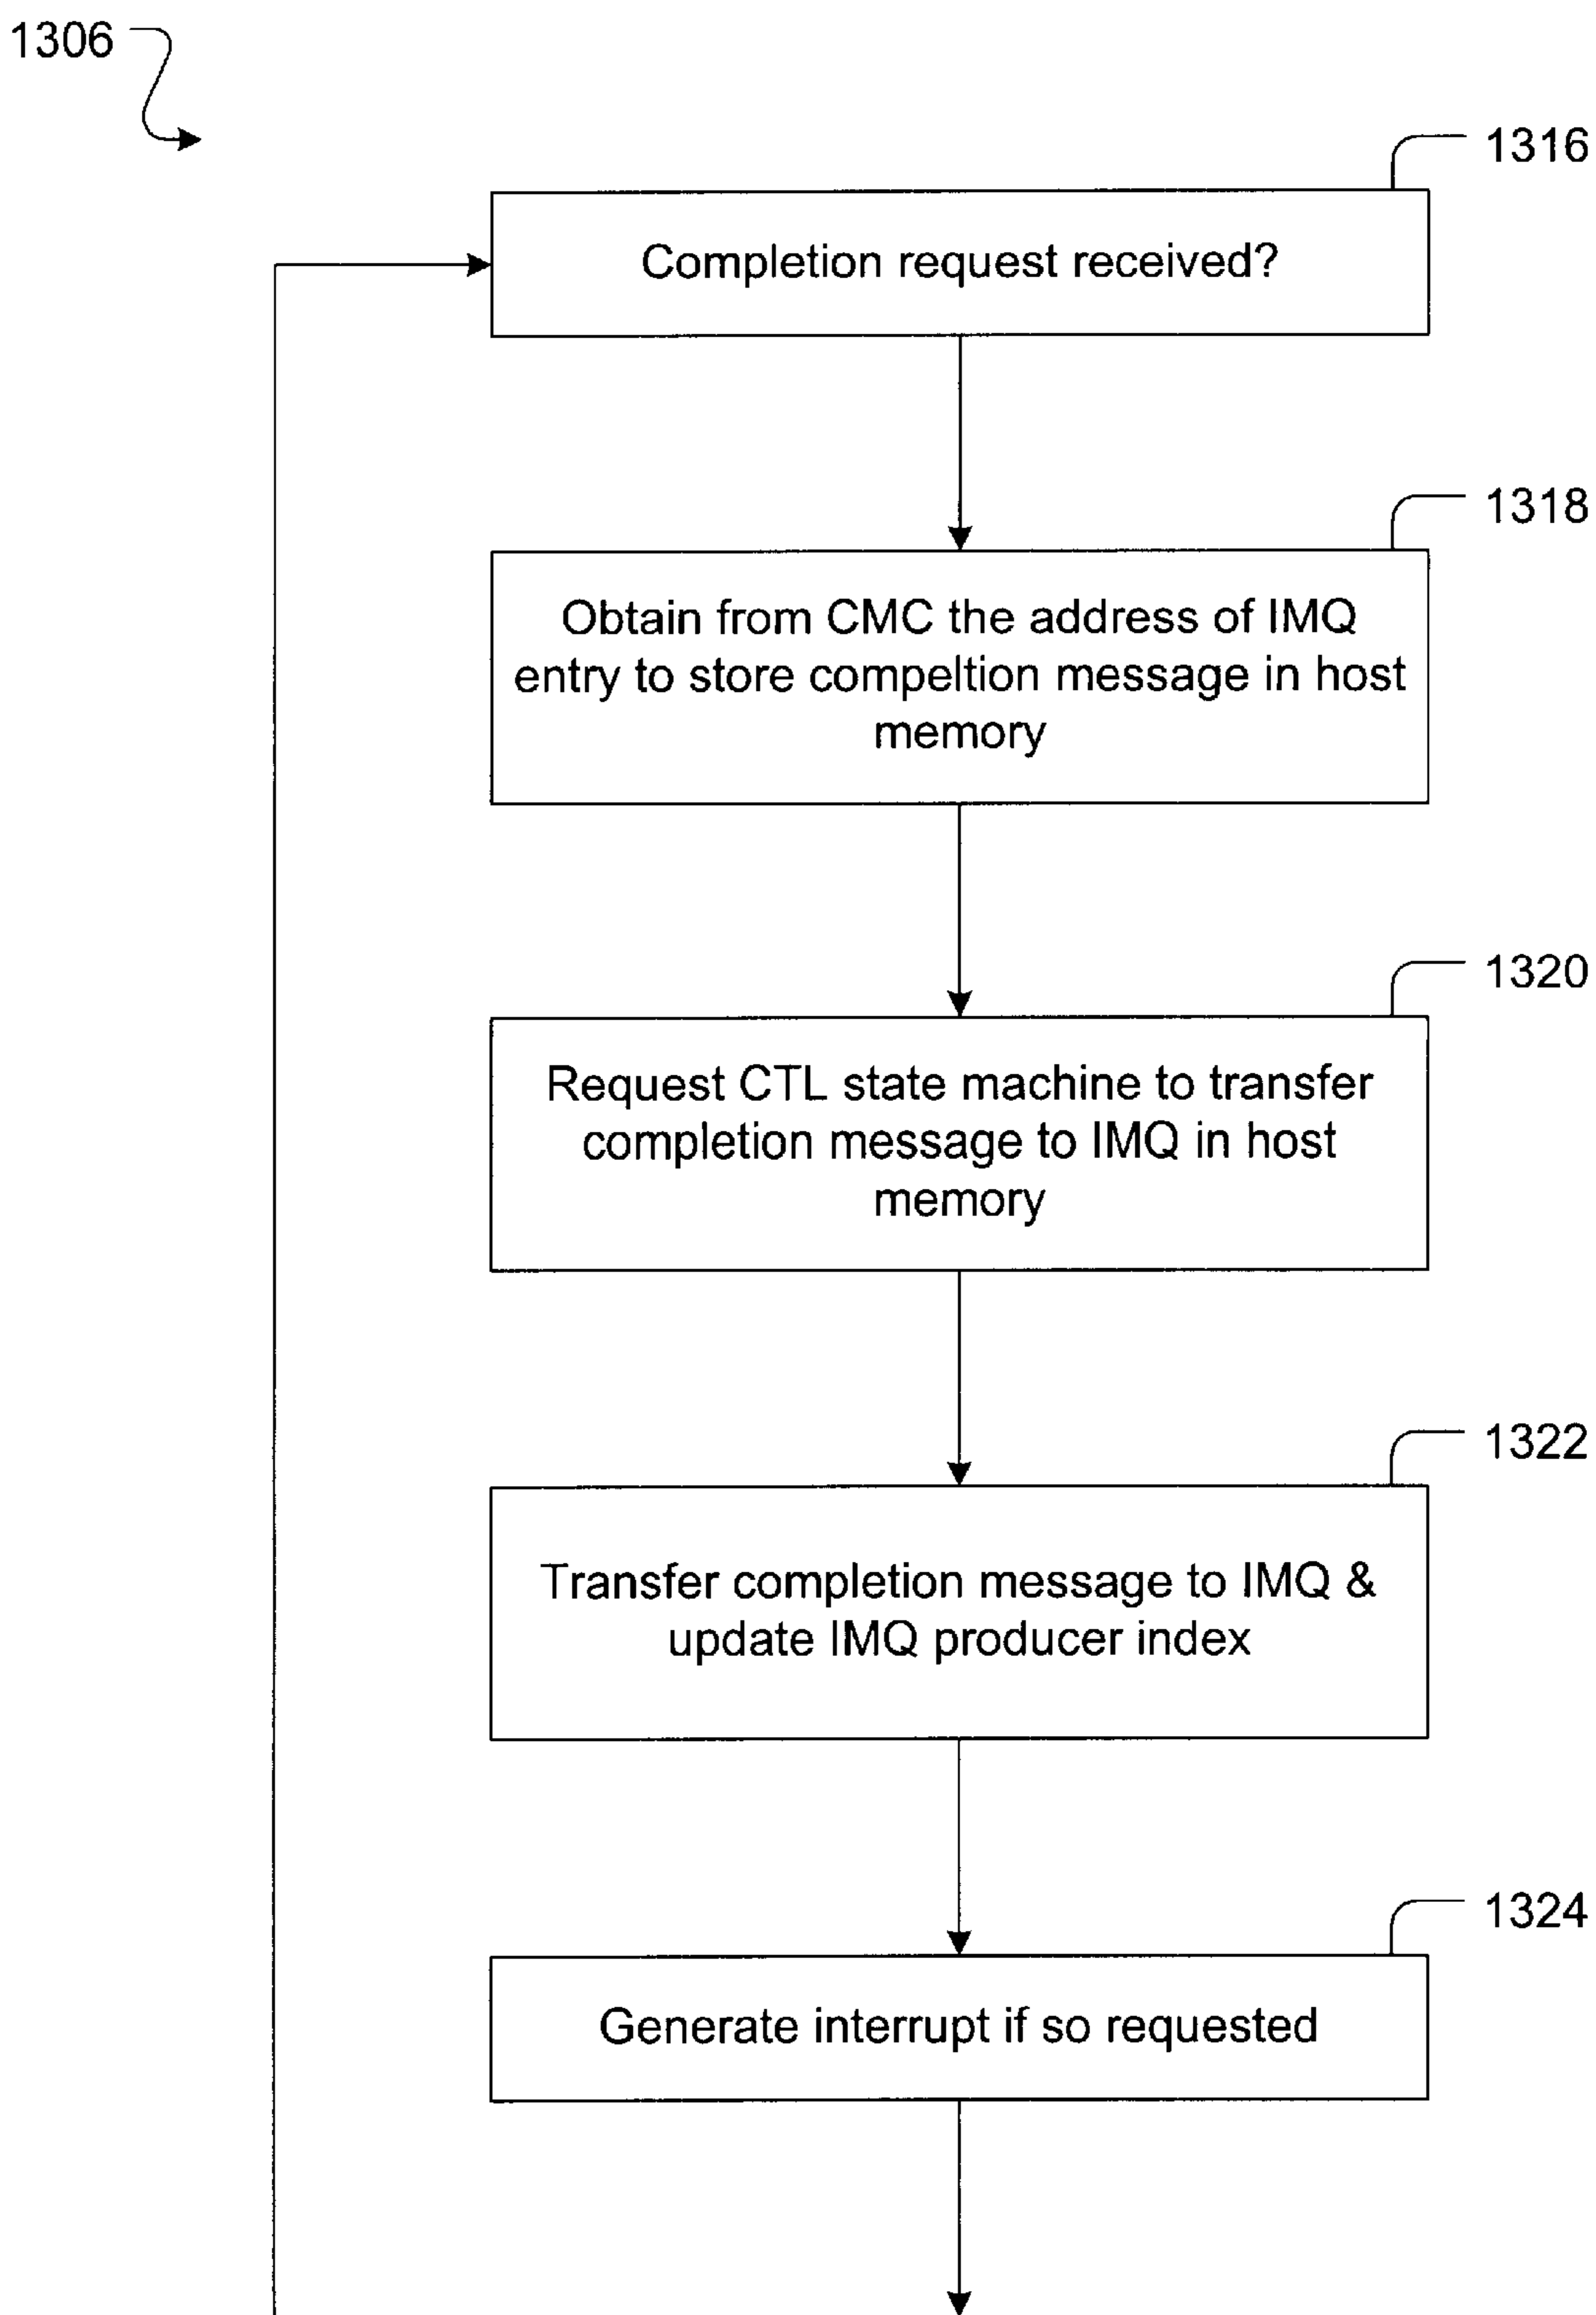 1306
1316
Completion request received?
1318
Obtain from CMC the address of IMQ
entry to store compeltion message in host
memory
1320
Request CTL state machine to transfer
completion message to IMQ in host
memory
1322
Transfer completion message to IMQ &
update IMQ producer index
1324
Generate interrupt if so requested